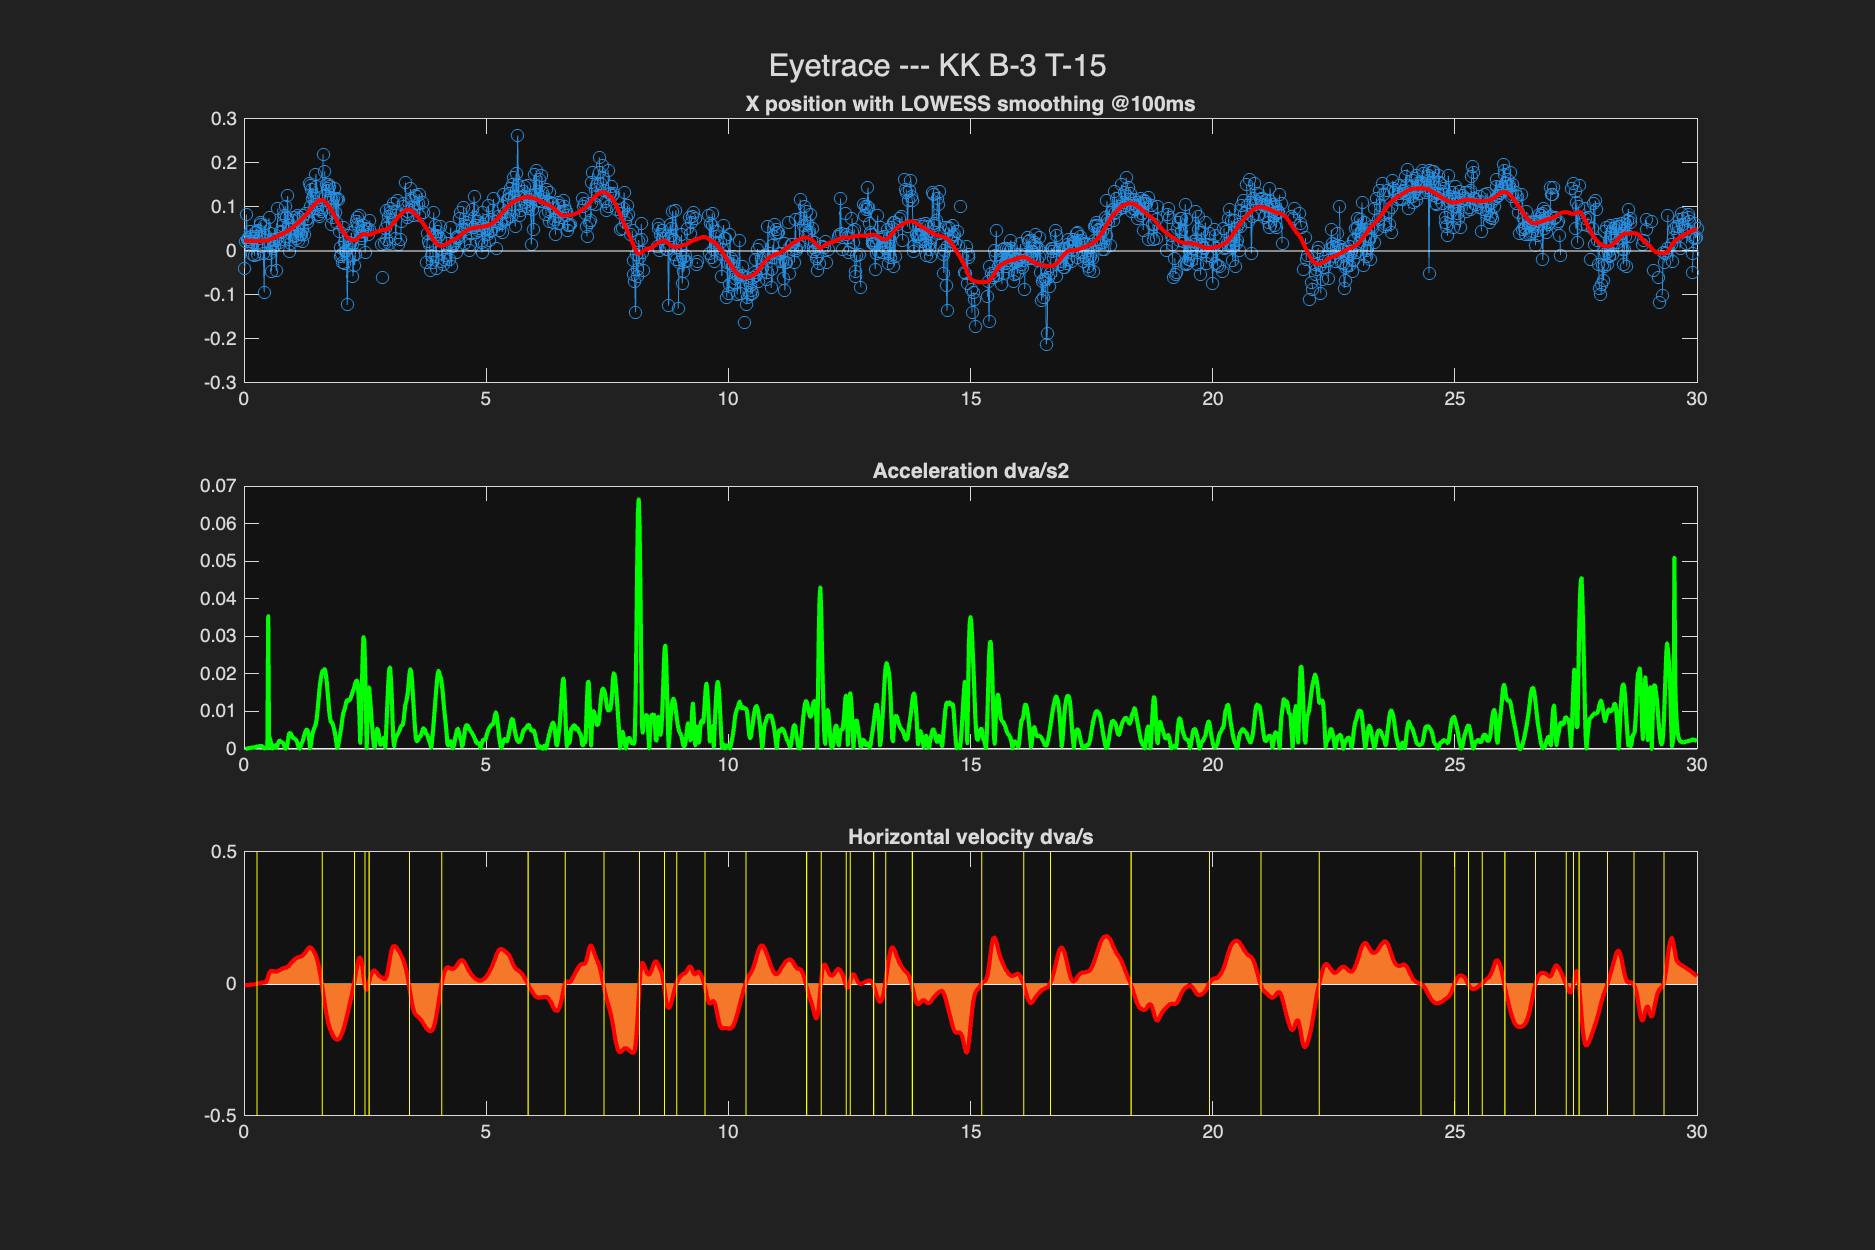 Eyetrace --- KK B-3 T-15
X position with LOWESS smoothing @100ms
0.3
0.2
0.1
0
-0.1
-0.2
-0.3
0 5 10 15 20 25 30
Acceleration dva/s2
0.07
0.06
0.05
0.04
0.03
0.02
0.01
0
0 5 10 15 20 25 30
Horizontal velocity dva/s
0.5
0
-0.5
0 5 10 15 20 25 30